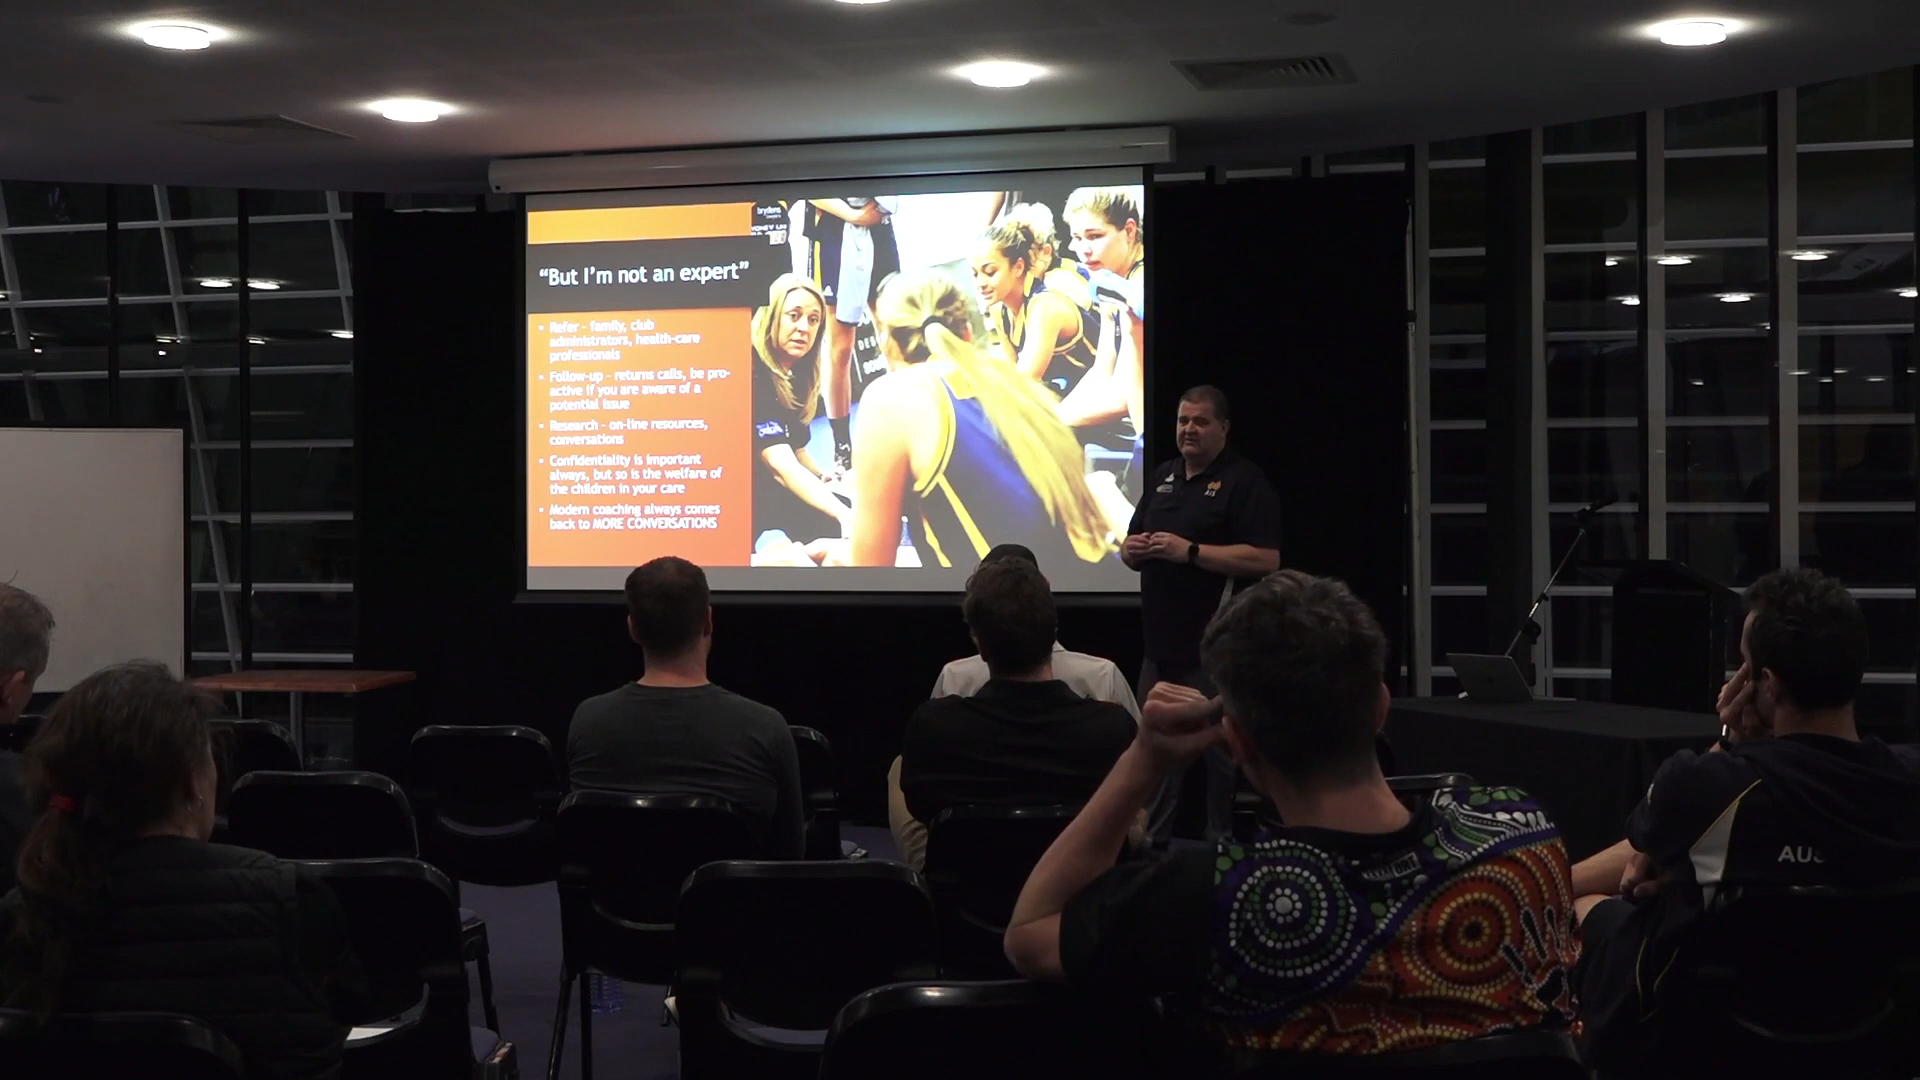 brydens
“But I’m not an expert”
• Refer - family, club
administrators, health-care
professionals
• Follow-up - returns calls, be pro-
active if you are aware of a
potential issue
• Research - on-line resources,
conversations
• Confidentiality is important
always, but so is the welfare of
the children in your care
• Modern coaching always comes
back to MORE CONVERSATIONS
AIS